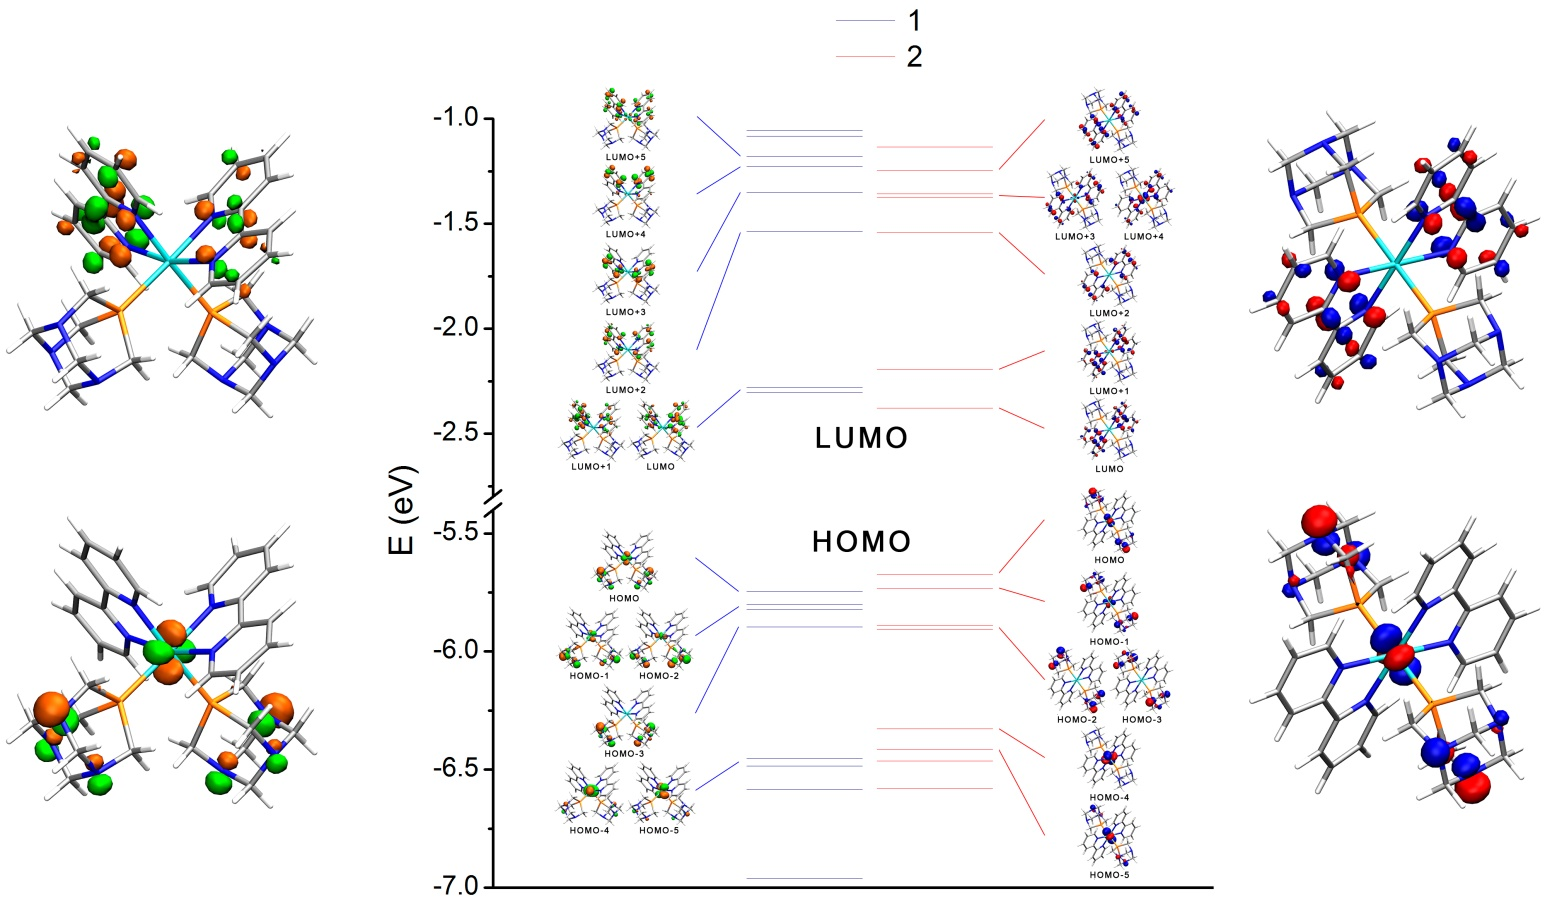 1
2
-1.0
-1.5
-2.0
-2.5
-5.5
-6.0
-6.5
-7.0
E (eV)
LUMO+5
LUMO+4
LUMO+3
LUMO+2
LUMO+1 LUMO
HOMO
HOMO-1 HOMO-2
HOMO-3
HOMO-4 HOMO-5
LUMO
HOMO
LUMO+5
LUMO+3 LUMO+4
LUMO+2
LUMO+1
LUMO
HOMO
HOMO-1
HOMO-2 HOMO-3
HOMO-4
HOMO-5